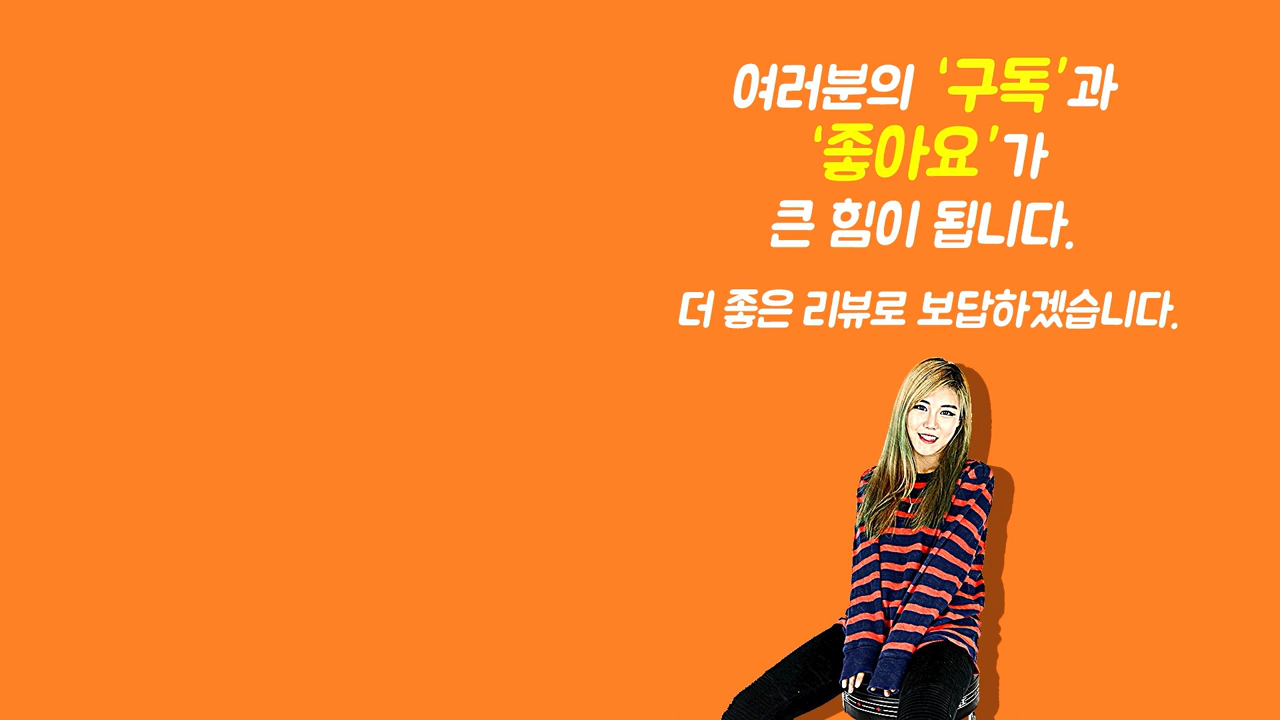 여러분의 '구독'과
'좋아요'가
큰 힘이 됩니다.
더 좋은 리뷰로 보답하겠습니다.